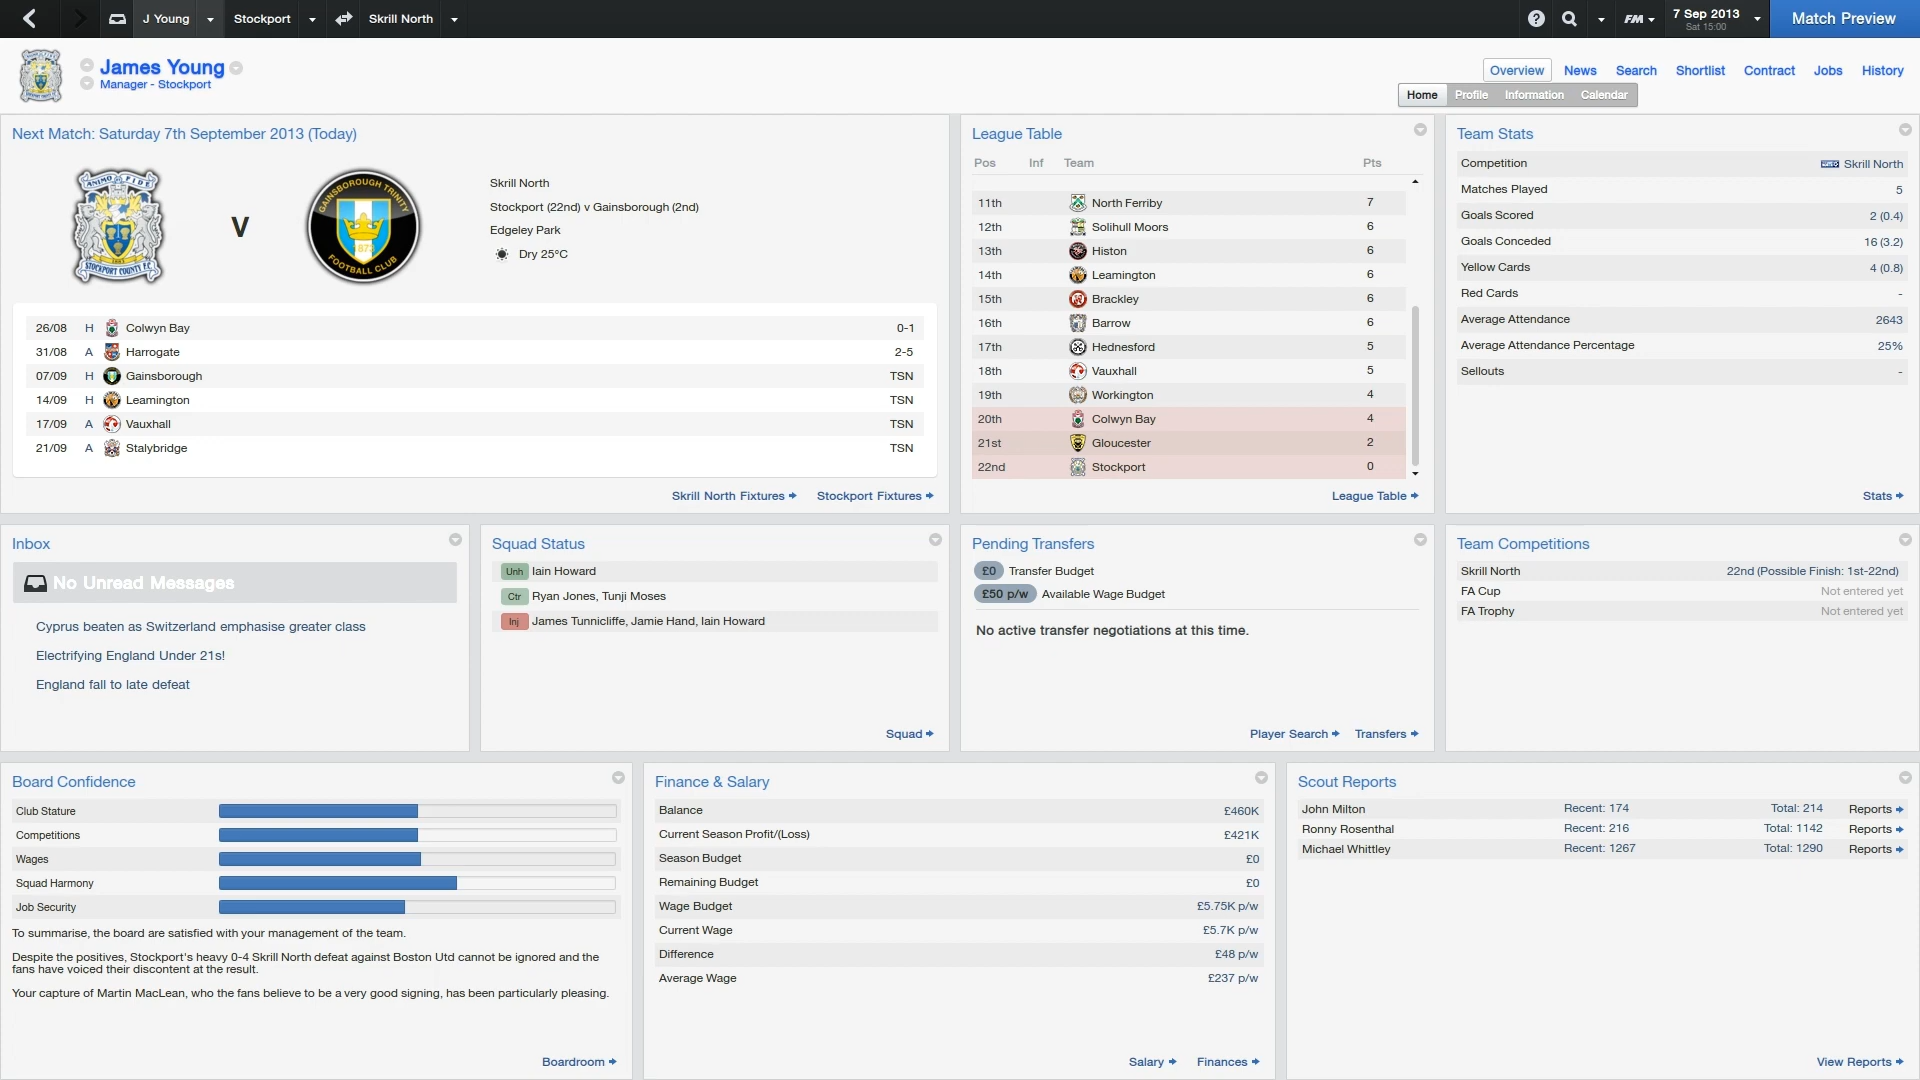 J Young
Stockport
Skrill North
FM
7 Sep 2013
Sat 15:00
Match Preview
James Young
Manager - Stockport
Overview News Search Shortlist Contract Jobs History
Home Profile Information Calendar
Next Match: Saturday 7th September 2013 (Today)
ANIMO ET FIDE
STOCKPORT COUNTY F.C.
V
GAINSBOROUGH TRINITY
FOOTBALL CLUB
Skrill North
Stockport (22nd) v Gainsborough (2nd)
Edgeley Park
Dry 25°C
26/08 H Colwyn Bay 0-1
31/08 A Harrogate 2-5
07/09 H Gainsborough TSN
14/09 H Leamington TSN
17/09 A Vauxhall TSN
21/09 A Stalybridge TSN
Skrill North Fixtures Stockport Fixtures
League Table
Pos Inf Team Pts
11th North Ferriby 7
12th Solihull Moors 6
13th Histon 6
14th Leamington 6
15th Brackley 6
16th Barrow 6
17th Hednesford 5
18th Vauxhall 5
19th Workington 4
20th Colwyn Bay 4
21st Gloucester 2
22nd Stockport 0
League Table
Team Stats
Competition Skrill North
Matches Played 5
Goals Scored 2 (0.4)
Goals Conceded 16 (3.2)
Yellow Cards 4 (0.8)
Red Cards -
Average Attendance 2643
Average Attendance Percentage 25%
Sellouts -
Stats
Inbox
No Unread Messages
Cyprus beaten as Switzerland emphasise greater class
Electrifying England Under 21s!
England fall to late defeat
Squad Status
Unh Iain Howard
Ctr Ryan Jones, Tunji Moses
Inj James Tunnicliffe, Jamie Hand, Iain Howard
Squad
Pending Transfers
£0 Transfer Budget
£50 p/w Available Wage Budget
No active transfer negotiations at this time.
Player Search Transfers
Team Competitions
Skrill North 22nd (Possible Finish: 1st-22nd)
FA Cup Not entered yet
FA Trophy Not entered yet
Board Confidence
Club Stature
Competitions
Wages
Squad Harmony
Job Security
To summarise, the board are satisfied with your management of the team.
Despite the positives, Stockport's heavy 0-4 Skrill North defeat against Boston Utd cannot be ignored and the
fans have voiced their discontent at the result.
Your capture of Martin MacLean, who the fans believe to be a very good signing, has been particularly pleasing.
Boardroom
Finance & Salary
Balance £460K
Current Season Profit/(Loss) £421K
Season Budget £0
Remaining Budget £0
Wage Budget £5.75K p/w
Current Wage £5.7K p/w
Difference £48 p/w
Average Wage £237 p/w
Salary Finances
Scout Reports
John Milton Recent: 174 Total: 214 Reports
Ronny Rosenthal Recent: 216 Total: 1142 Reports
Michael Whittley Recent: 1267 Total: 1290 Reports
View Reports